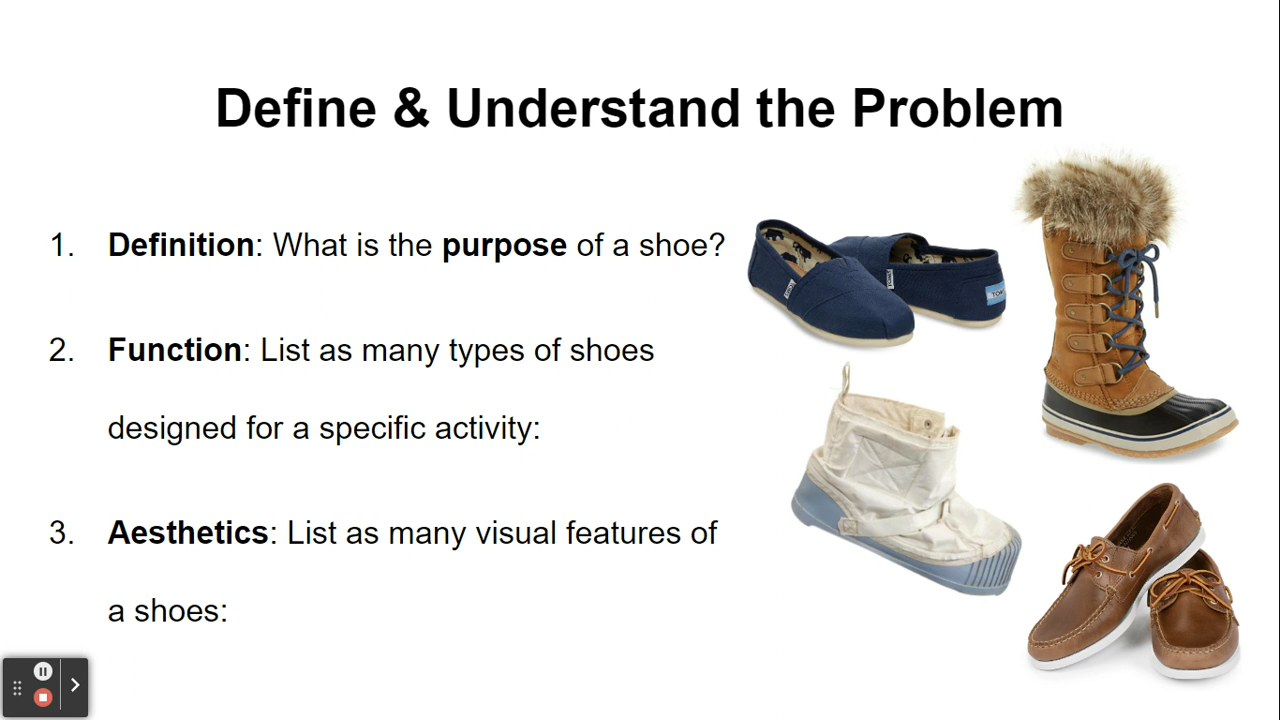 Define & Understand the Problem
1. Definition: What is the purpose of a shoe?
2. Function: List as many types of shoes
designed for a specific activity:
3. Aesthetics: List as many visual features of
a shoes: